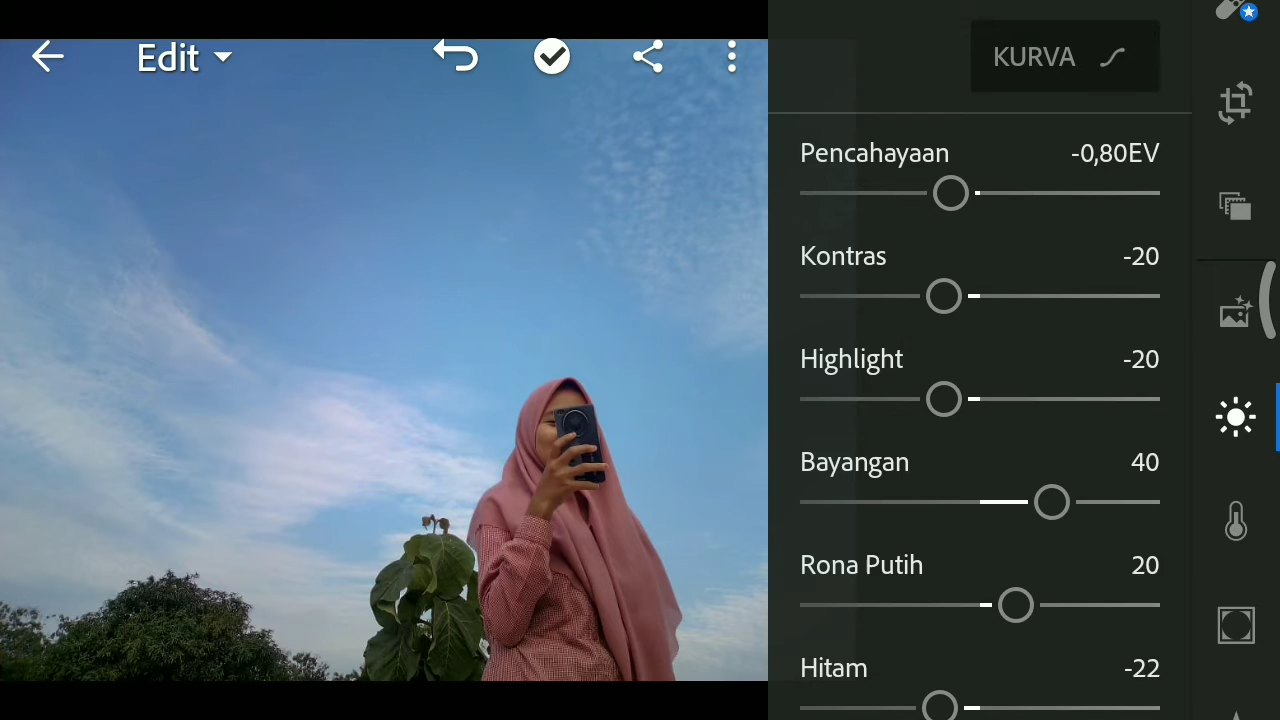 Edit
KURVA
Pencahayaan -0,80EV
Kontras -20
Highlight -20
Bayangan 40
Rona Putih 20
Hitam -22